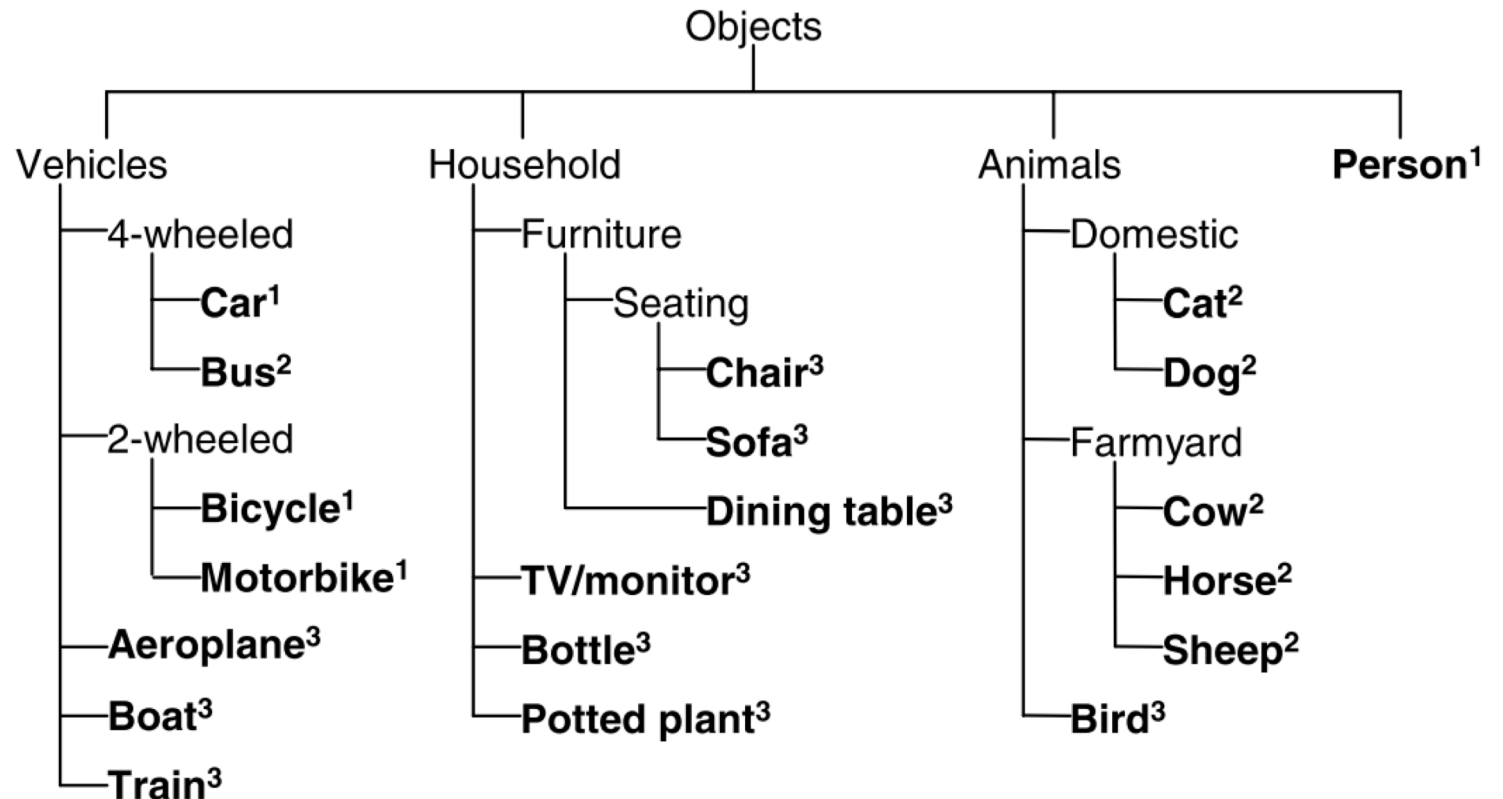 Objects
Vehicles
4-wheeled
Car¹
Bus²
2-wheeled
Bicycle¹
Motorbike¹
Aeroplane³
Boat³
Train³
Household
Furniture
Seating
Chair³
Sofa³
Dining table³
TV/monitor³
Bottle³
Potted plant³
Animals
Domestic
Cat²
Dog²
Farmyard
Cow²
Horse²
Sheep²
Bird³
Person¹